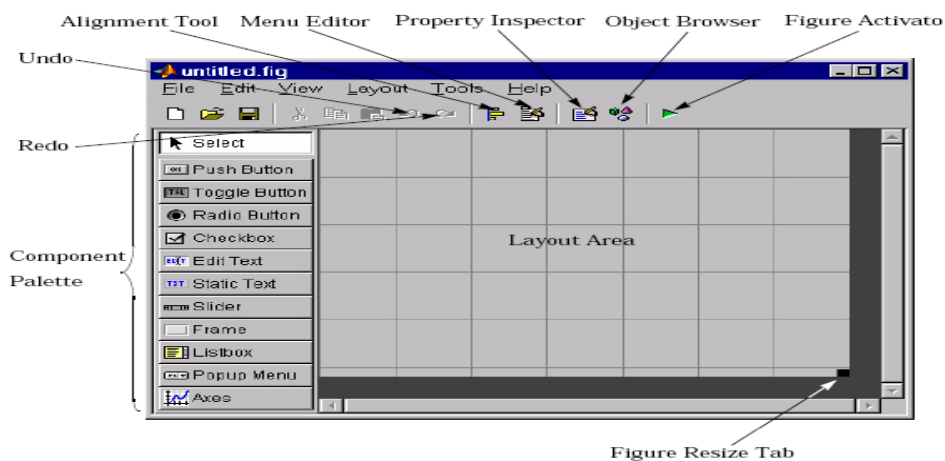 Alignment Tool Menu Editor Property Inspector Object Browser Figure Activato
Undo
untitled.fig
File Edit View Layout Tools Help
Redo
Select
Push Button
Toggle Button
Radio Button
Checkbox
Layout Area
Component
Palette
Edit Text
Static Text
Slider
Frame
Listbox
Popup Menu
Axes
Figure Resize Tab